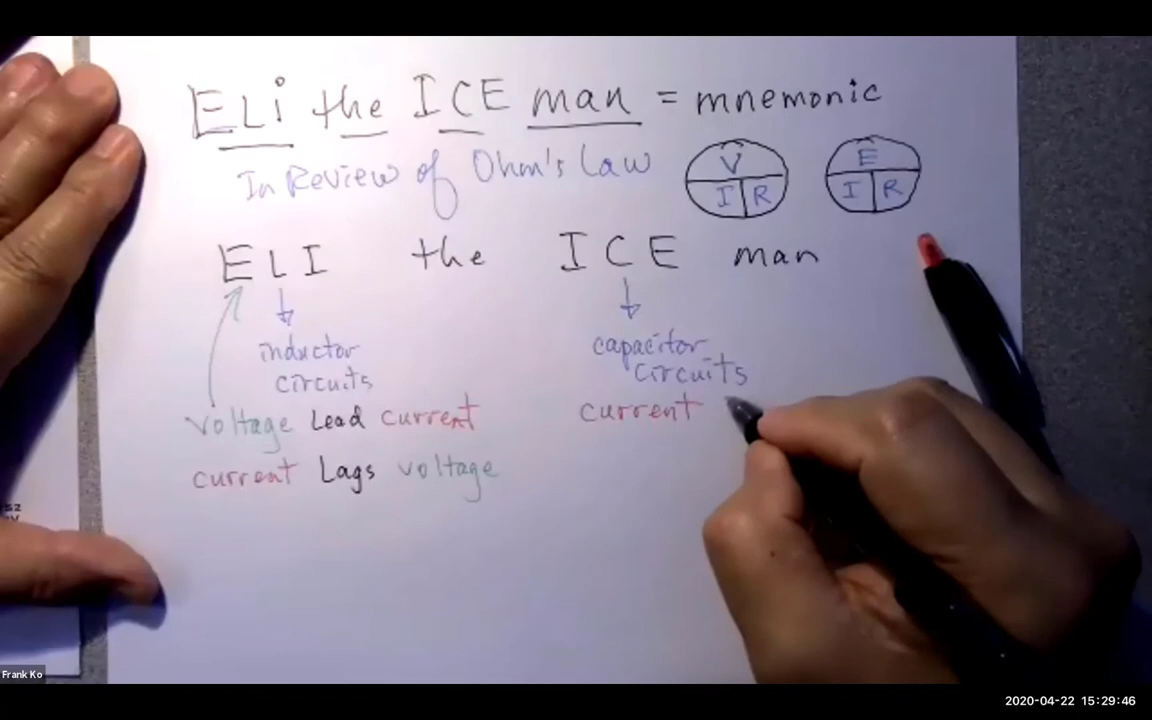 ELi the ICE man = mnemonic
In Review of Ohm's Law
V
I R
E
I R
ELI the ICE man
inductor
circuits
capacitor
circuits
voltage Lead current
current
current Lags voltage
Frank Ko
2020-04-22 15:29:46